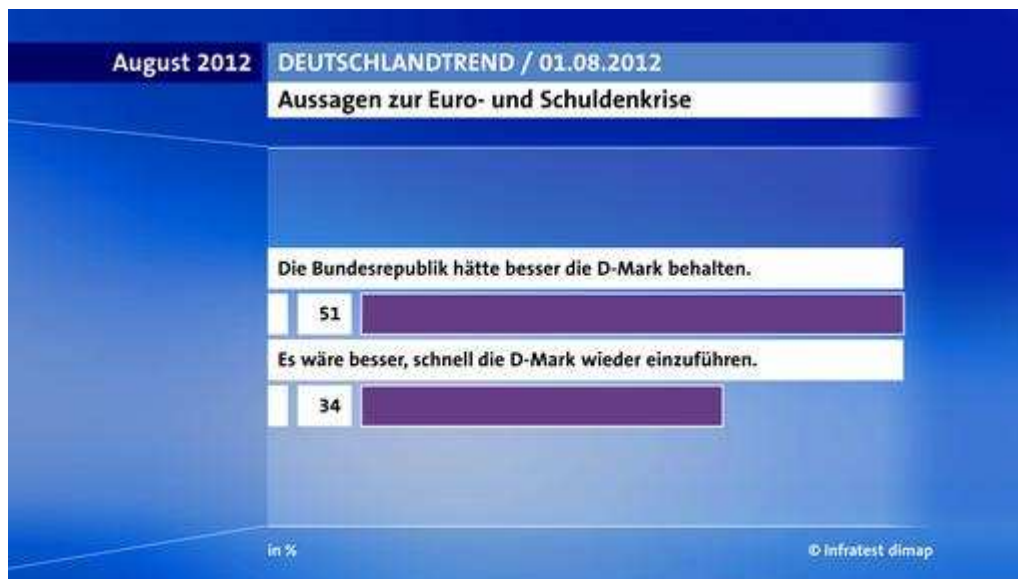 August 2012
DEUTSCHLANDTREND / 01.08.2012
Aussagen zur Euro- und Schuldenkrise
Die Bundesrepublik hätte besser die D-Mark behalten.
51
Es wäre besser, schnell die D-Mark wieder einzuführen.
34
in %
© Infratest dimap